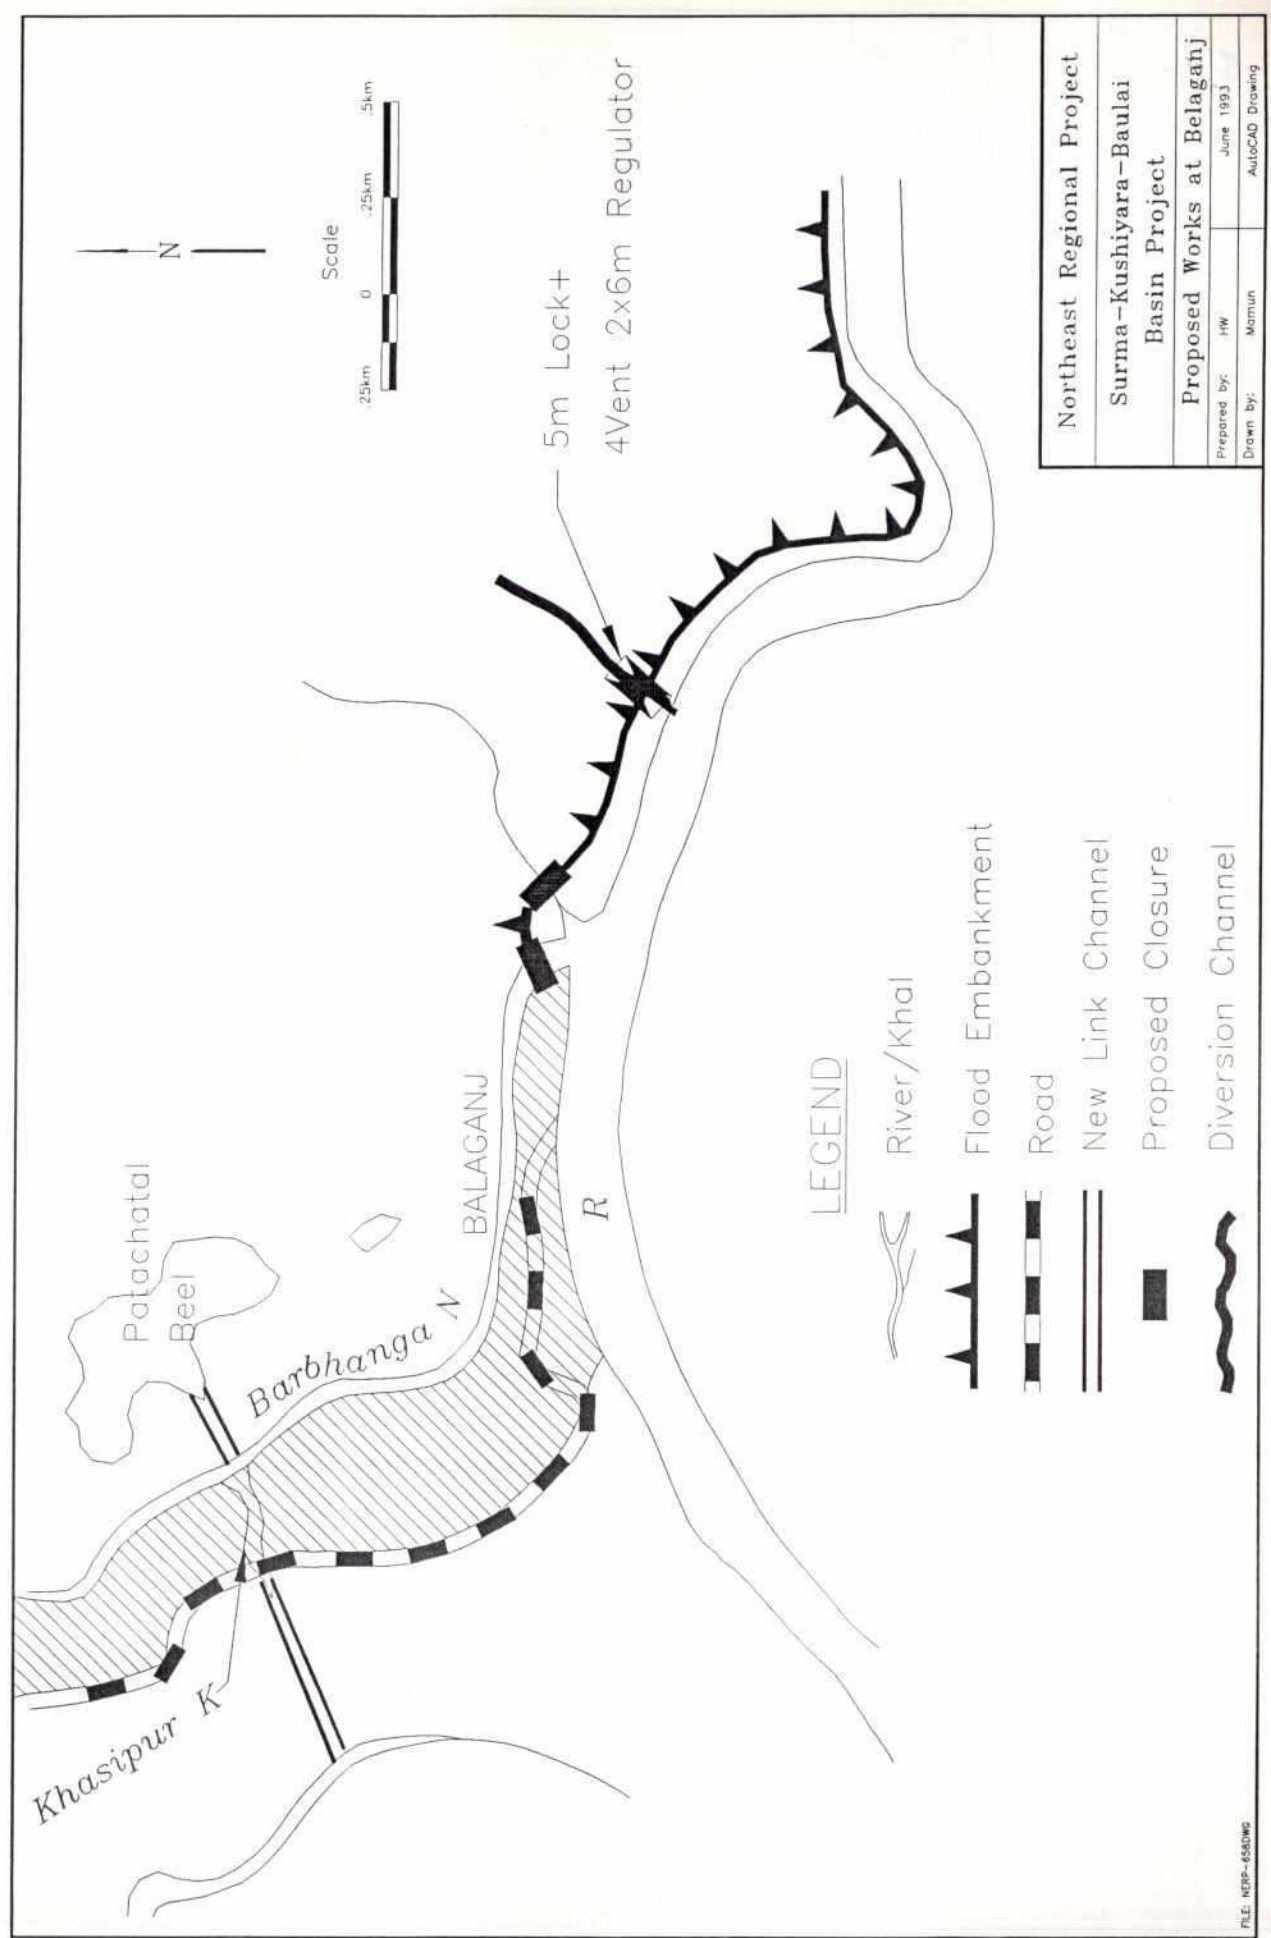 N
Scale
.25km 0 .25km .5km
5m Lock+
4Vent 2x6m Regulator
Patachatal
Beel
Barbhanga N
BALAGANJ
Khasipur K
R
LEGEND
River/Khal
Flood Embankment
Road
New Link Channel
Proposed Closure
Diversion Channel
Northeast Regional Project
Surma-Kushiyara-Baulai
Basin Project
Proposed Works at Belaganj
Prepared by: HW June 1993
Drawn by: Mamun AutoCAD Drawing
FILE: NERP-658DWG